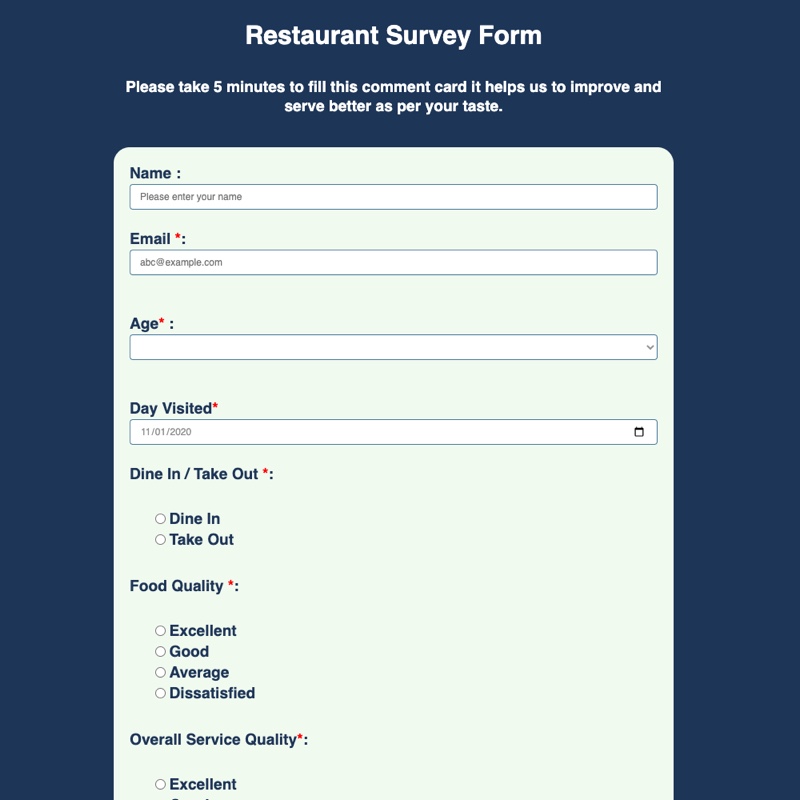 Restaurant Survey Form
Please take 5 minutes to fill this comment card it helps us to improve and
serve better as per your taste.
Name :
Please enter your name
Email *:
abc@example.com
Age* :
Day Visited*
11/01/2020
Dine In / Take Out *:
Dine In
Take Out
Food Quality *:
Excellent
Good
Average
Dissatisfied
Overall Service Quality*:
Excellent